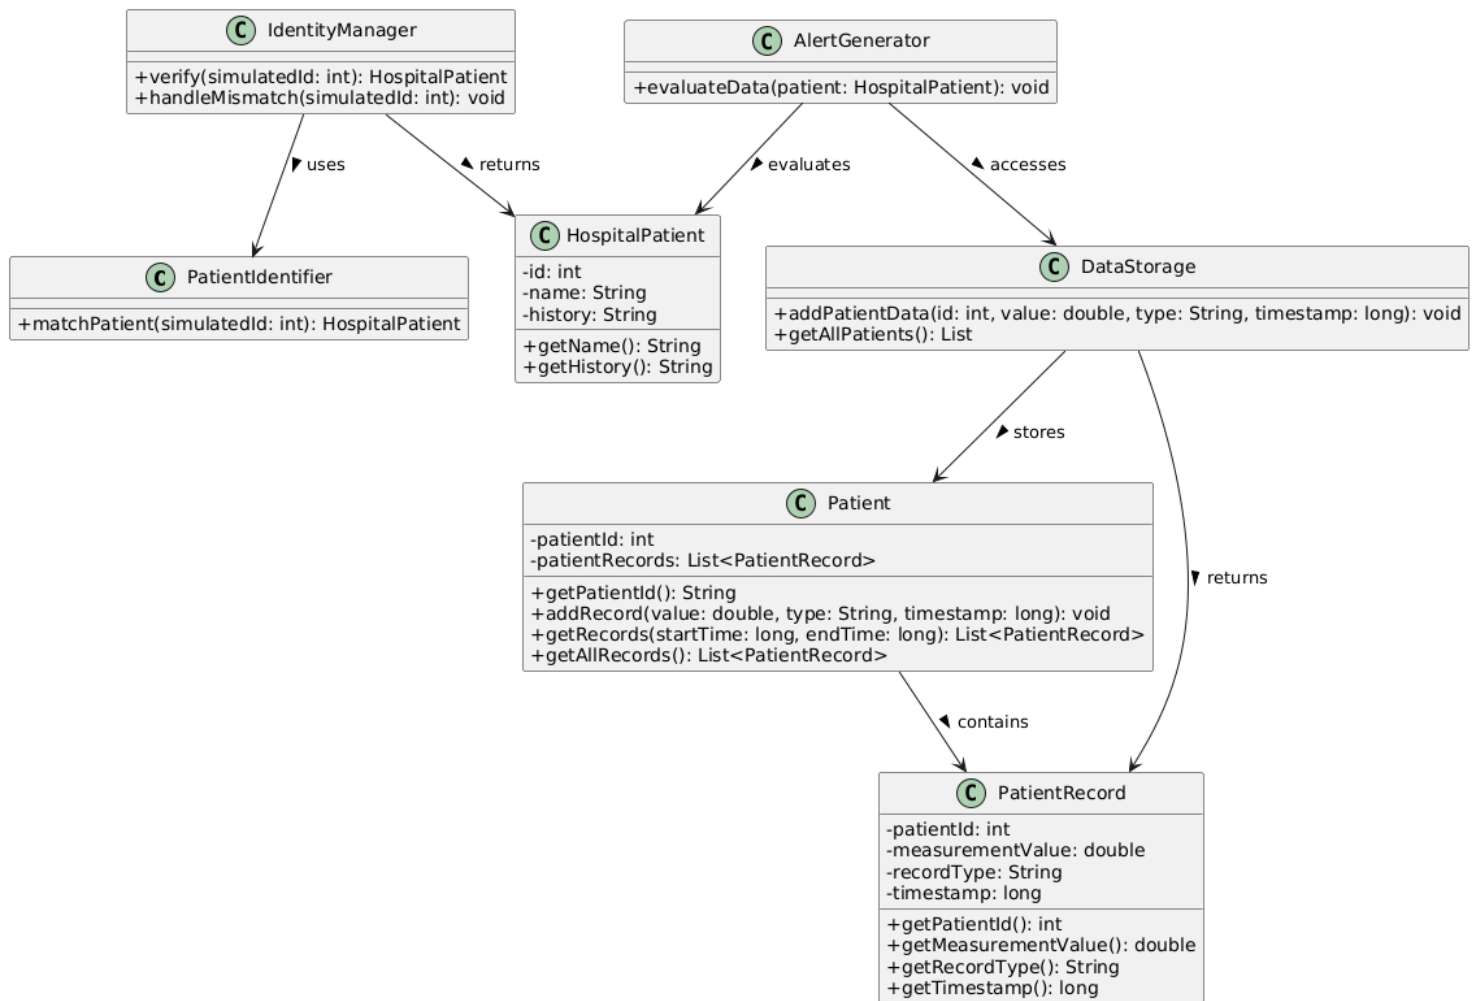 C IdentityManager
+verify(simulatedId: int): HospitalPatient
+handleMismatch(simulatedId: int): void
C AlertGenerator
+evaluateData(patient: HospitalPatient): void
uses
returns
evaluates
accesses
C PatientIdentifier
+matchPatient(simulatedId: int): HospitalPatient
C HospitalPatient
-id: int
-name: String
-history: String
+getName(): String
+getHistory(): String
C DataStorage
+addPatientData(id: int, value: double, type: String, timestamp: long): void
+getAllPatients(): List
stores
returns
C Patient
-patientId: int
-patientRecords: List<PatientRecord>
+getPatientId(): String
+addRecord(value: double, type: String, timestamp: long): void
+getRecords(startTime: long, endTime: long): List<PatientRecord>
+getAllRecords(): List<PatientRecord>
contains
C PatientRecord
-patientId: int
-measurementValue: double
-recordType: String
-timestamp: long
+getPatientId(): int
+getMeasurementValue(): double
+getRecordType(): String
+getTimestamp(): long